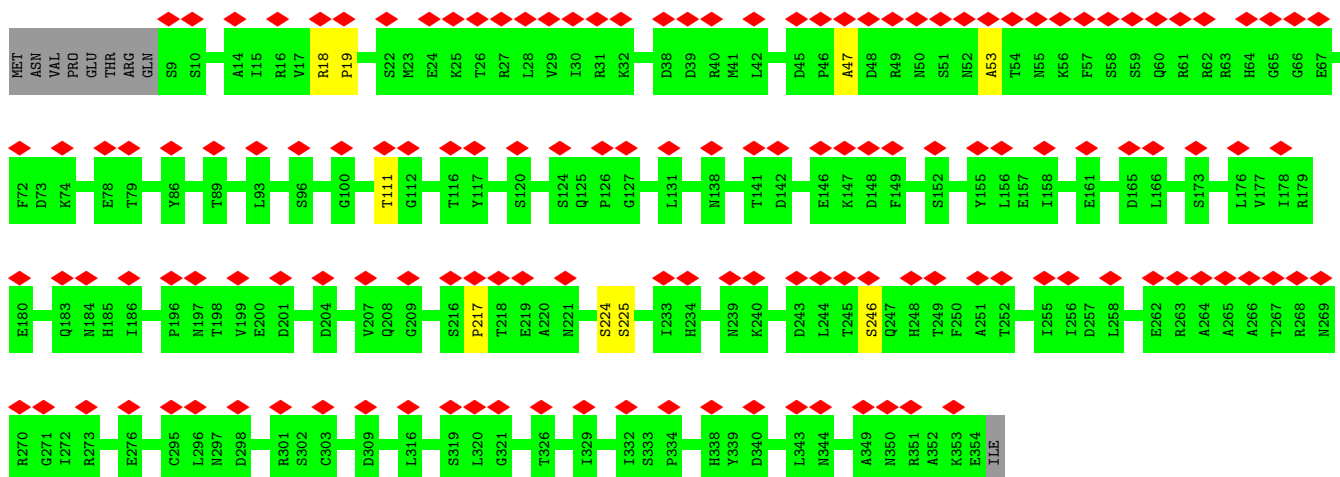 MET ASN VAL PRO GLU THR ARG GLN S9 S10 A14 I15 R16 V17 R18 P19 S22 M23 E24 K25 T26 R27 L28 V29 I30 R31 K32 D38 D39 R40 M41 L42 D45 P46 A47 D48 R49 N50 S51 N52 A53 T54 N55 K56 F57 S58 S59 Q60 R61 R62 R63 H64 G65 G66 E67
F72 D73 K74 E78 T79 Y86 T89 L93 S96 G100 T111 G112 T116 Y117 S120 S124 Q125 P126 G127 L131 N138 T141 D142 E146 K147 D148 F149 S152 Y155 L156 E157 I158 E161 D165 L166 S173 L176 V177 I178 R179
E180 Q183 N184 H185 I186 P196 N197 T198 V199 E200 D201 D204 V207 Q208 G209 S216 P217 T218 E219 A220 N221 S224 S225 I233 H234 N239 K240 D243 L244 T245 S246 Q247 H248 T249 F250 A251 T252 I255 I256 D257 L258 E262 R263 A264 A265 A266 T267 R268 N269
R270 G271 I272 R273 E276 C295 L296 N297 D298 R301 S302 C303 D309 L316 S319 L320 G321 T326 I329 I332 S333 P334 H338 Y339 D340 L343 N344 A349 N350 R351 A352 K353 E354 ILE